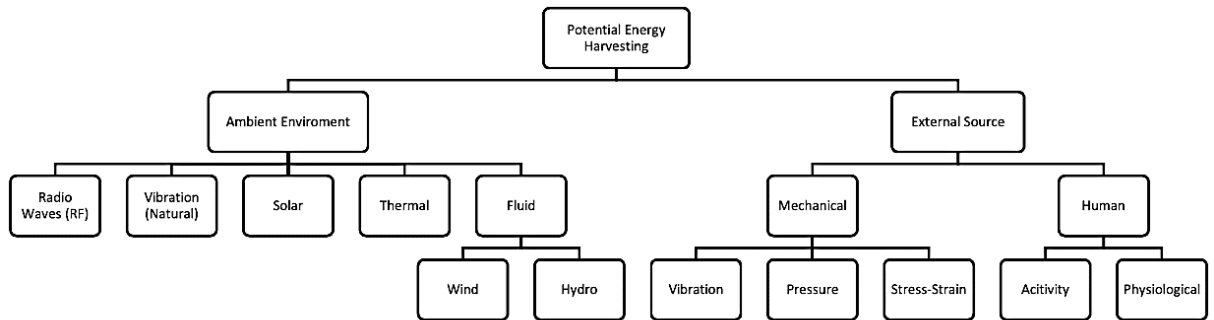 Potential Energy
Harvesting
Ambient Enviroment
External Source
Radio
Waves (RF)
Vibration
(Natural)
Solar
Thermal
Fluid
Mechanical
Human
Wind
Hydro
Vibration
Pressure
Stress-Strain
Acitivity
Physiological